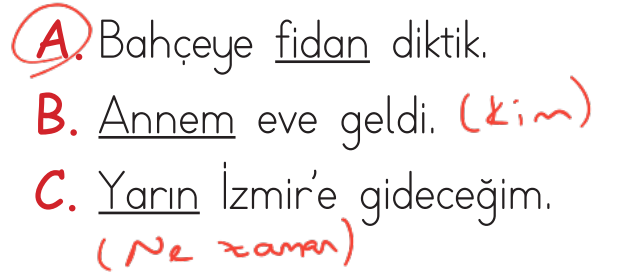 A. Bahçeye fidan diktik.
B. Annem eve geldi. (kim)
C. Yarın İzmir'e gideceğim.
(Ne zaman)